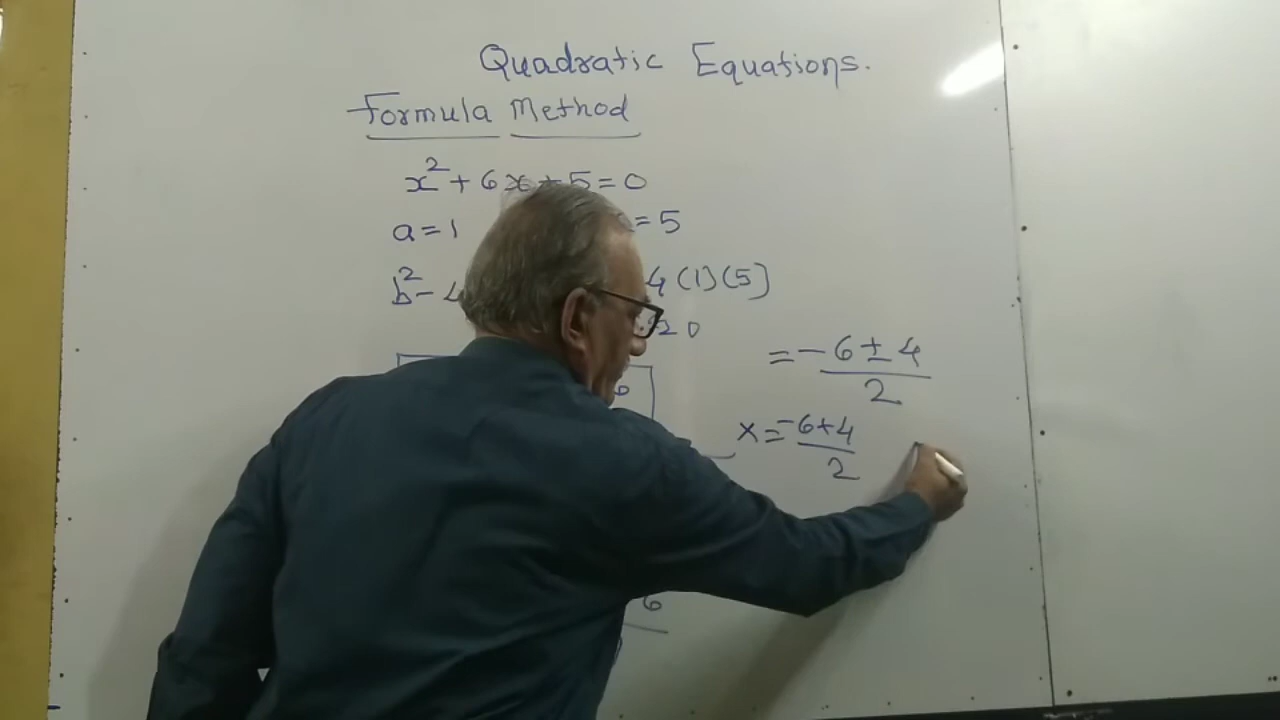 Quadratic Equations.
Formula Method
x² + 6x + 5 = 0
a = 1 = 5
b² - 4 4 (1) (5)
20
= -6 ± 4 / 2
x = -6+4 / 2
6